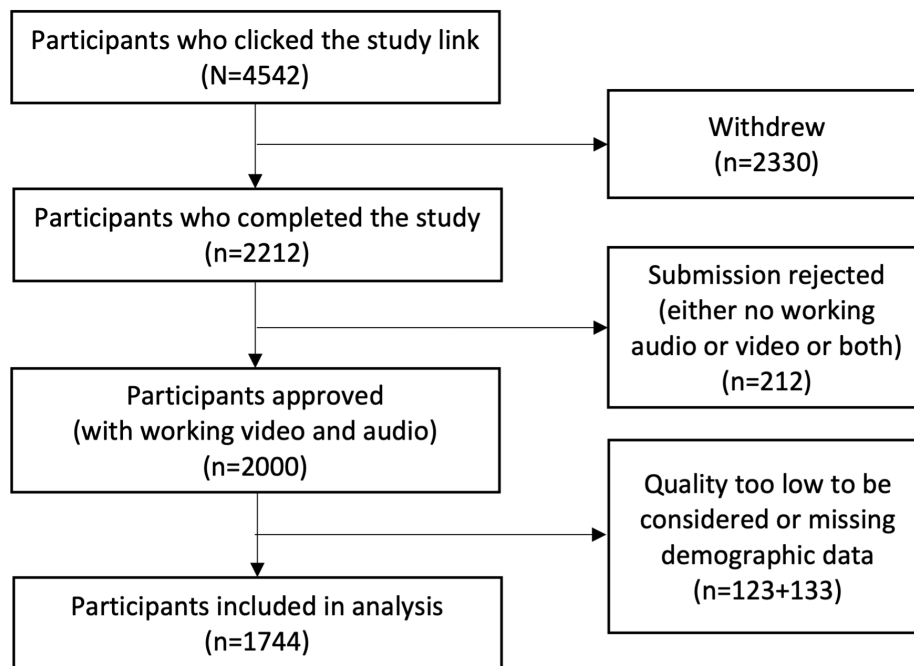 Participants who clicked the study link
(N=4542)
Withdrew
(n=2330)
Participants who completed the study
(n=2212)
Submission rejected
(either no working
audio or video or both)
(n=212)
Participants approved
(with working video and audio)
(n=2000)
Quality too low to be
considered or missing
demographic data
(n=123+133)
Participants included in analysis
(n=1744)